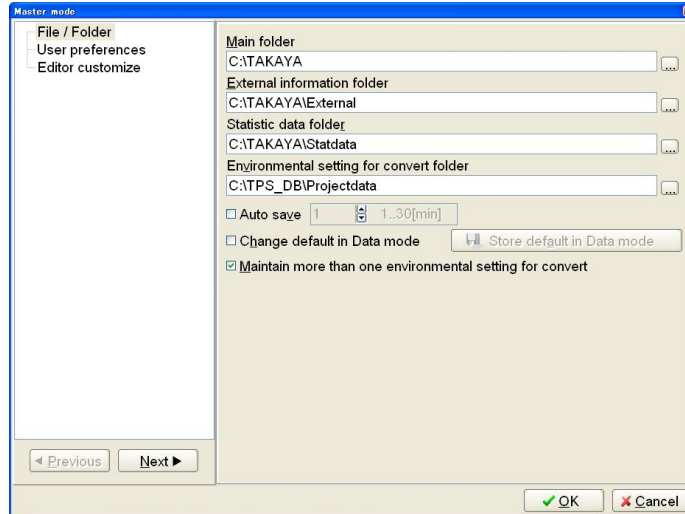 Master mode
File / Folder
User preferences
Editor customize
Main folder
C:\TAKAYA
...
External information folder
C:\TAKAYA\External
...
Statistic data folder
C:\TAKAYA\Statdata
...
Environmental setting for convert folder
C:\TPS_DB\Projectdata
...
Auto save 1 1..30[min]
Change default in Data mode Store default in Data mode
Maintain more than one environmental setting for convert
Previous Next
OK Cancel